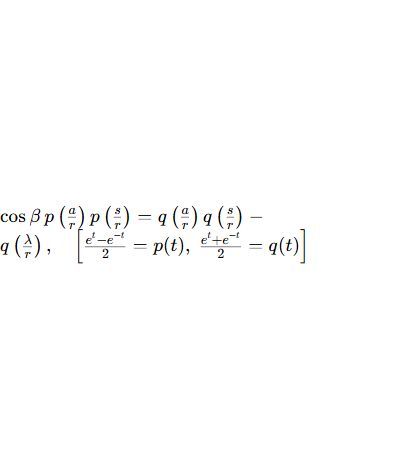 cos β p (a/r) p (s/r) = q (a/r) q (s/r) −
q (λ/r) , [ (e^t−e^{−t})/2 = p(t), (e^t+e^{−t})/2 = q(t) ]